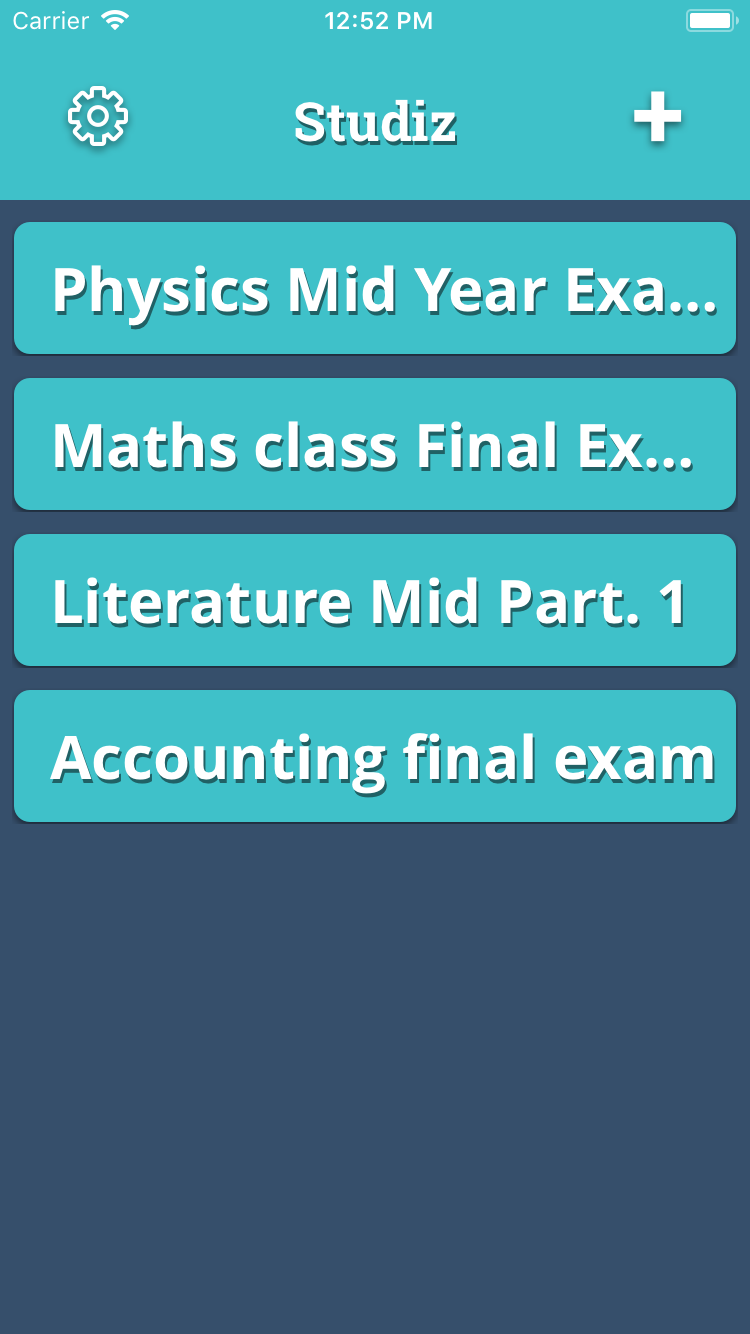 Carrier
12:52 PM
Studiz
Physics Mid Year Exa...
Maths class Final Ex...
Literature Mid Part. 1
Accounting final exam